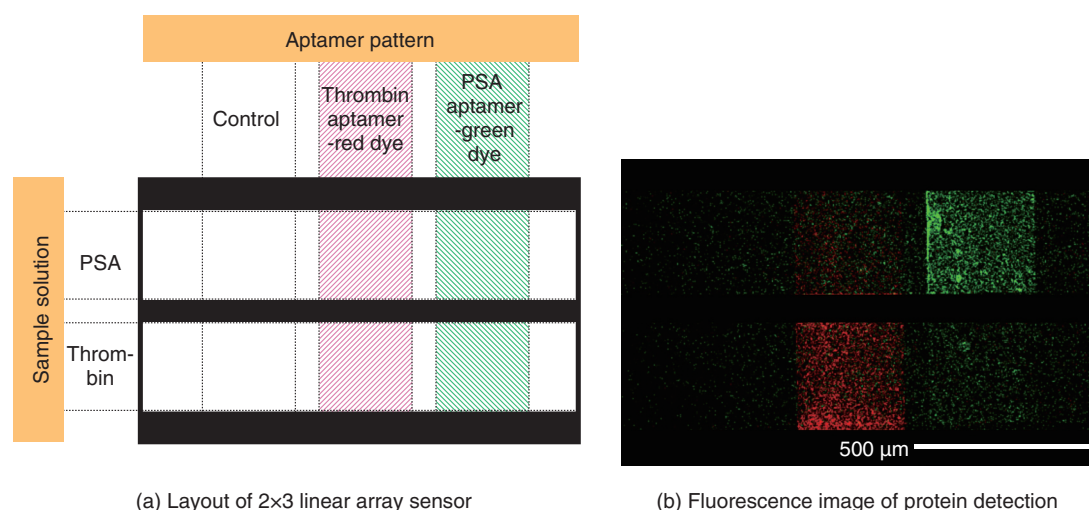 Aptamer pattern
Control
Thrombin
aptamer
-red dye
PSA
aptamer
-green
dye
Sample solution
PSA
Throm-
bin
500 μm
(a) Layout of 2×3 linear array sensor
(b) Fluorescence image of protein detection